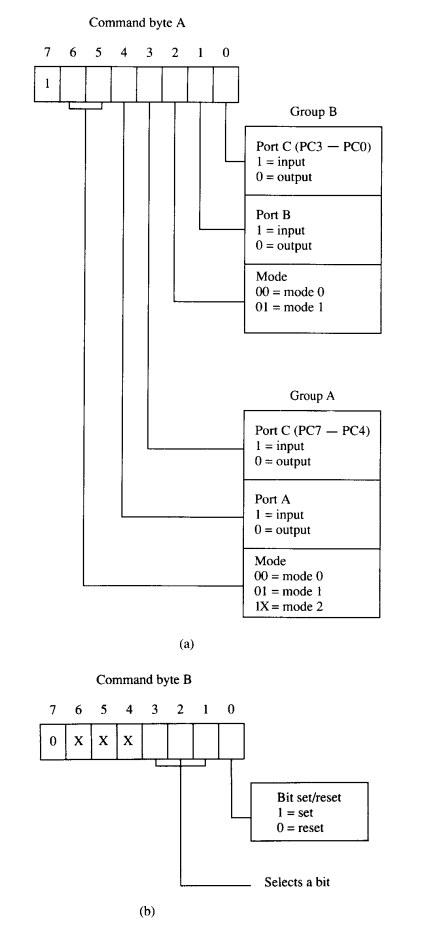 Command byte A
7 6 5 4 3 2 1 0
1
Group B
Port C (PC3 — PC0)
1 = input
0 = output
Port B
1 = input
0 = output
Mode
00 = mode 0
01 = mode 1
Group A
Port C (PC7 — PC4)
1 = input
0 = output
Port A
1 = input
0 = output
Mode
00 = mode 0
01 = mode 1
1X = mode 2
(a)
Command byte B
7 6 5 4 3 2 1 0
0 X X X
Bit set/reset
1 = set
0 = reset
Selects a bit
(b)